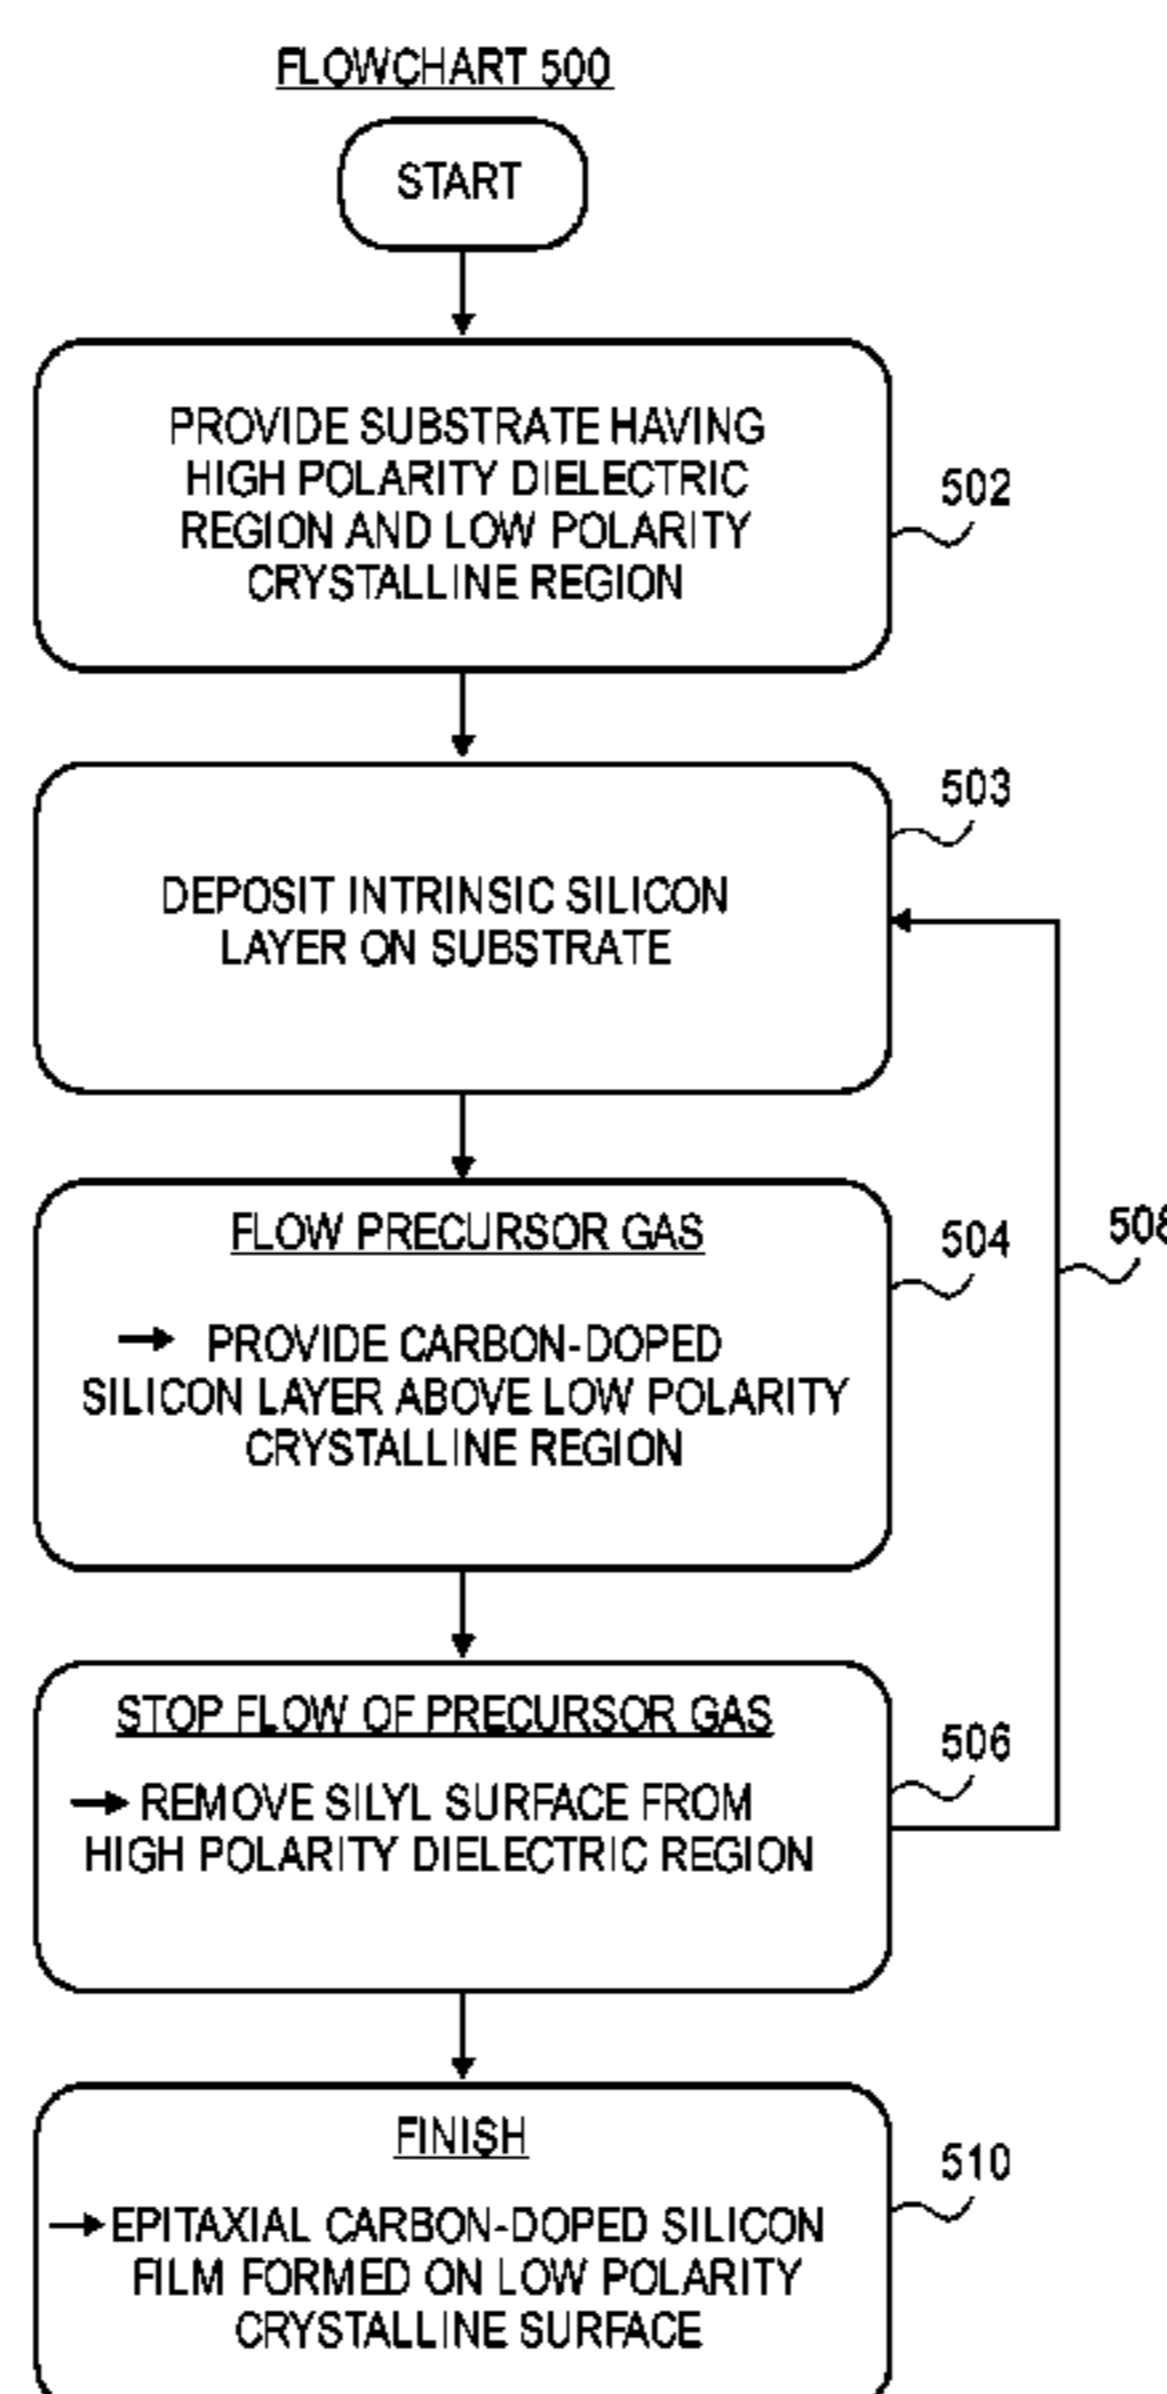 FLOWCHART 500
START
PROVIDE SUBSTRATE HAVING
HIGH POLARITY DIELECTRIC
REGION AND LOW POLARITY
CRYSTALLINE REGION
502
503
DEPOSIT INTRINSIC SILICON
LAYER ON SUBSTRATE
FLOW PRECURSOR GAS
504
508
→ PROVIDE CARBON-DOPED
SILICON LAYER ABOVE LOW POLARITY
CRYSTALLINE REGION
STOP FLOW OF PRECURSOR GAS
506
→ REMOVE SILYL SURFACE FROM
HIGH POLARITY DIELECTRIC REGION
FINISH
510
→ EPITAXIAL CARBON-DOPED SILICON
FILM FORMED ON LOW POLARITY
CRYSTALLINE SURFACE